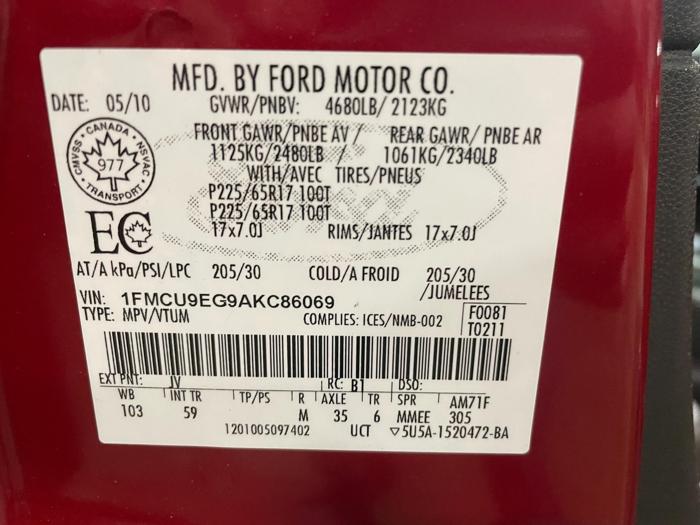 MFD. BY FORD MOTOR CO.
DATE: 05/10 GVWR/PNBV: 4680LB/ 2123KG
FRONT GAWR/PNBE AV / REAR GAWR/ PNBE AR
1125KG/2480LB / 1061KG/2340LB
WITH/AVEC TIRES/PNEUS
P225/65R17 100T
P225/65R17 100T
17x7.0J RIMS/JANTES 17x7.0J
CANADA
CMVSS NSVAC
977
TRANSPORT
EC
AT/A kPa/PSI/LPC 205/30 COLD/A FROID 205/30
/JUMELEES
VIN: 1FMCU9EG9AKC86069
TYPE: MPV/VTUM COMPLIES: ICES/NMB-002
F0081
T0211
EXT PNT: JV RC: B1 DSO:
WB INT TR TP/PS R AXLE TR SPR AM71F
103 59 M 35 6 MMEE 305
1201005097402 UCT ▽5U5A-1520472-BA